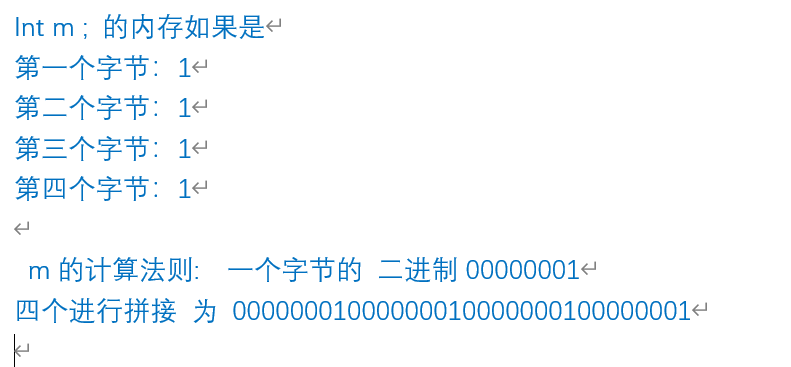 Int m ;  的内存如果是
第一个字节：1
第二个字节：1
第三个字节：1
第四个字节：1
m 的计算法则:   一个字节的  二进制 00000001
四个进行拼接  为  00000001000000010000000100000001